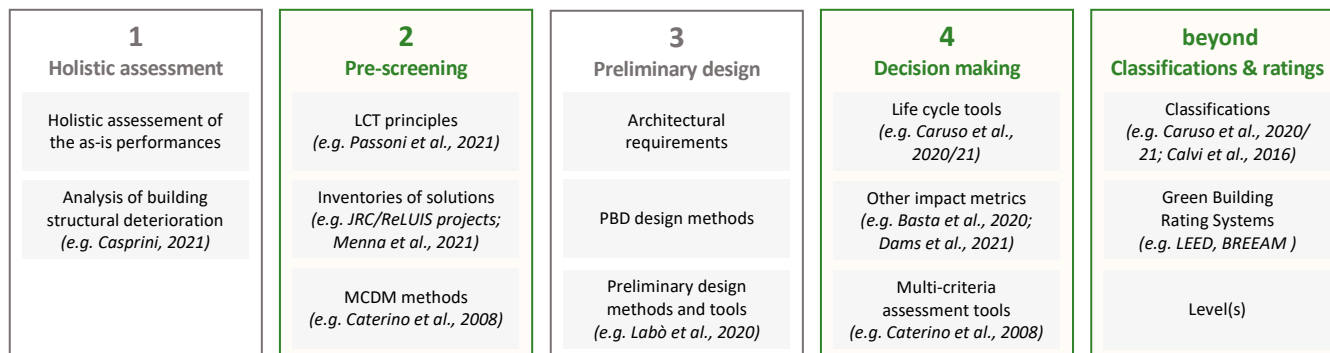 1
Holistic assessment
Holistic assessement of
the as-is performances
Analysis of building
structural deterioration
(e.g. Casprini, 2021)
2
Pre-screening
LCT principles
(e.g. Passoni et al., 2021)
Inventories of solutions
(e.g. JRC/ReLUIS projects;
Menna et al., 2021)
MCDM methods
(e.g. Caterino et al., 2008)
3
Preliminary design
Architectural
requirements
PBD design methods
Preliminary design
methods and tools
(e.g. Labò et al., 2020)
4
Decision making
Life cycle tools
(e.g. Caruso et al.,
2020/21)
Other impact metrics
(e.g. Basta et al., 2020;
Dams et al., 2021)
Multi-criteria
assessment tools
(e.g. Caterino et al., 2008)
beyond
Classifications & ratings
Classifications
(e.g. Caruso et al., 2020/
21; Calvi et al., 2016)
Green Building
Rating Systems
(e.g. LEED, BREEAM )
Level(s)